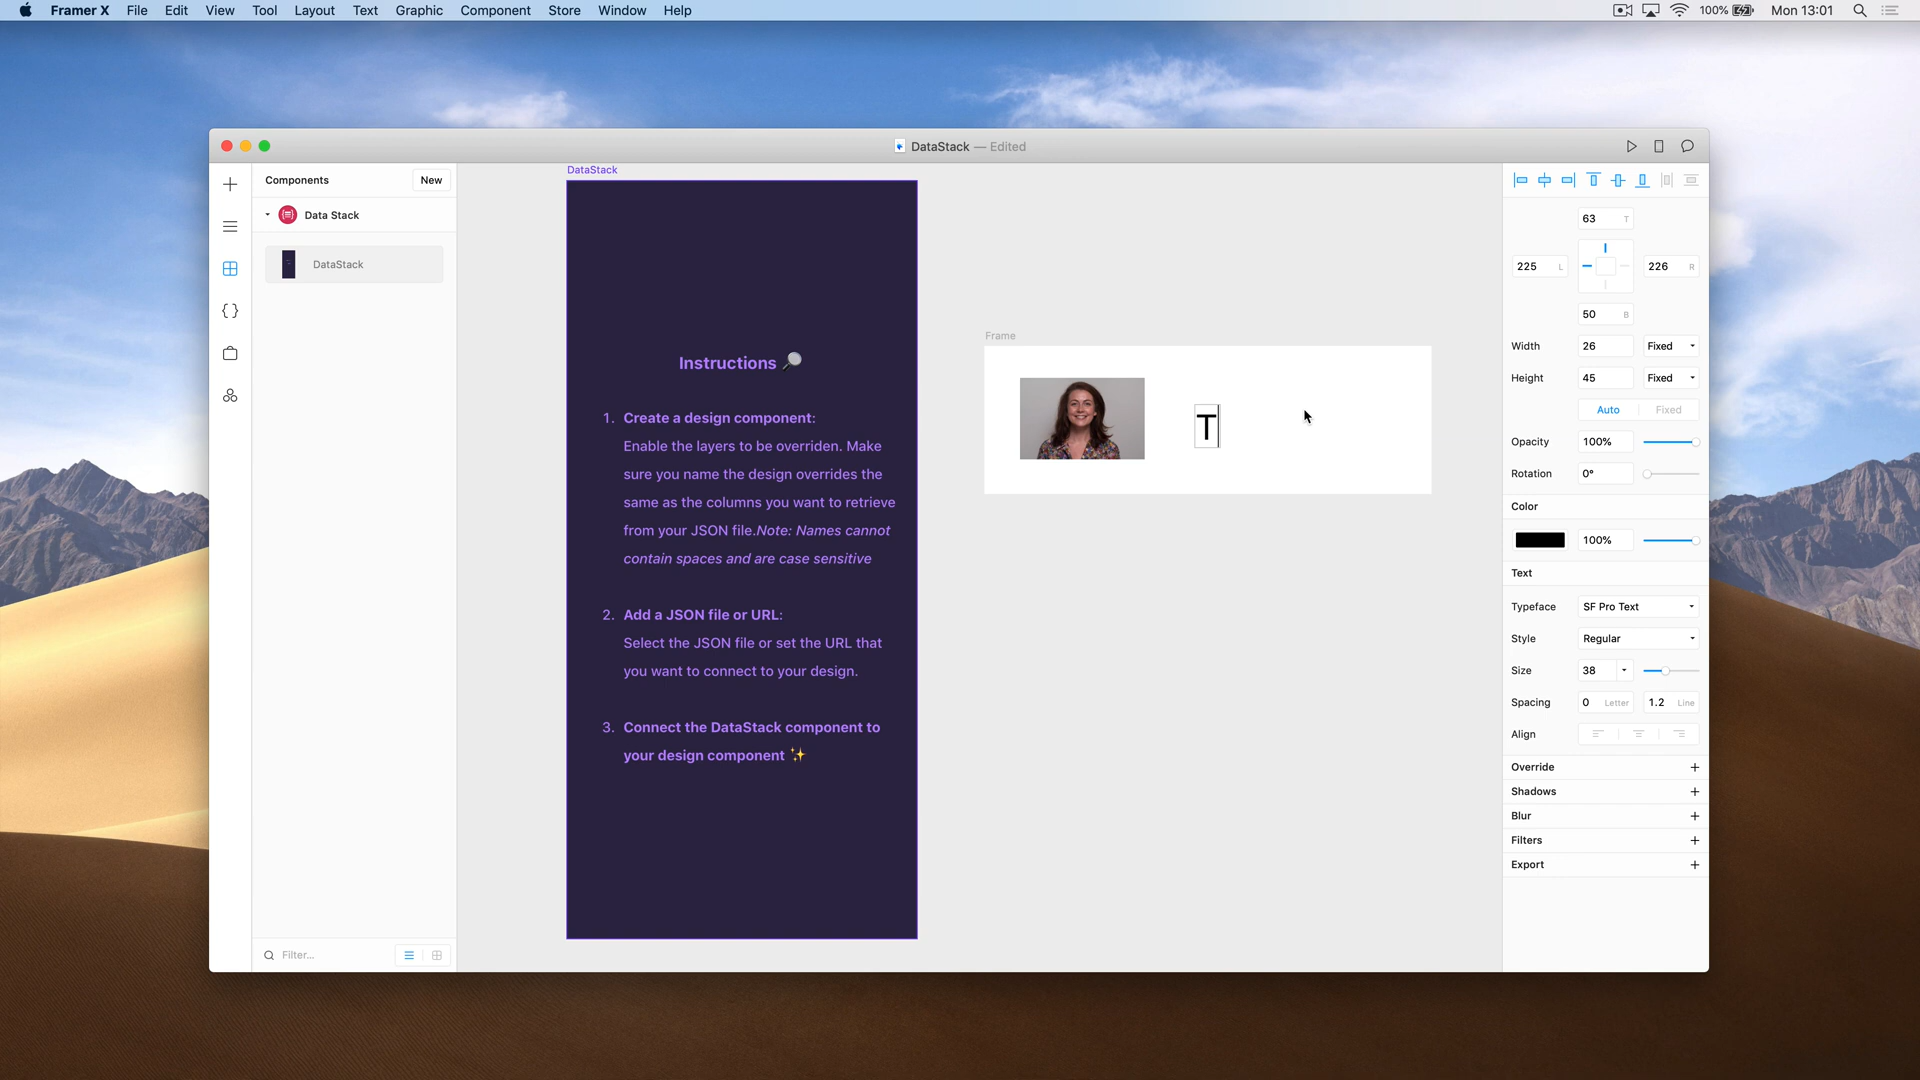 Framer X File Edit View Tool Layout Text Graphic Component Store Window Help
100% Mon 13:01
DataStack — Edited
Components New
Data Stack
DataStack
Filter...
DataStack
Instructions
1. Create a design component:
Enable the layers to be overriden. Make
sure you name the design overrides the
same as the columns you want to retrieve
from your JSON file.Note: Names cannot
contain spaces and are case sensitive
2. Add a JSON file or URL:
Select the JSON file or set the URL that
you want to connect to your design.
3. Connect the DataStack component to
your design component
Frame
T
63 T
225 L 226 R
50 B
Width 26 Fixed
Height 45 Fixed
Auto Fixed
Opacity 100%
Rotation 0°
Color
100%
Text
Typeface SF Pro Text
Style Regular
Size 38
Spacing 0 Letter 1.2 Line
Align
Override +
Shadows +
Blur +
Filters +
Export +